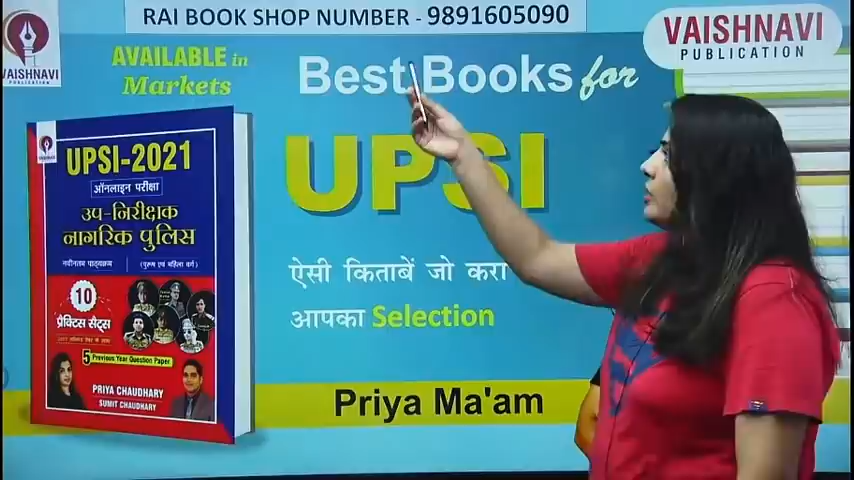 RAI BOOK SHOP NUMBER - 9891605090
VAISHNAVI
PUBLICATION
VAISHNAVI
PUBLICATION
AVAILABLE in
Markets
Best Books for
UPSI
ऐसी किताबें जो करा
आपका Selection
Priya Ma'am
UPSI-2021
ऑनलाइन परीक्षा
उप-निरीक्षक
नागरिक पुलिस
नवीनतम पाठ्यक्रम
(पुरुष एवं महिला वर्ग)
10
प्रैक्टिस सैट्स
5 Previous Year Question Paper
PRIYA CHAUDHARY
SUMIT CHAUDHARY